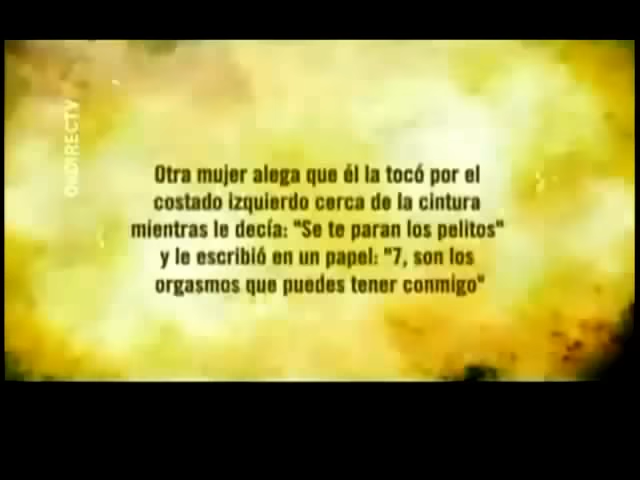 OnDIRECTV
Otra mujer alega que él la tocó por el
costado izquierdo cerca de la cintura
mientras le decía: "Se te paran los pelitos"
y le escribió en un papel: "7, son los
orgasmos que puedes tener conmigo"